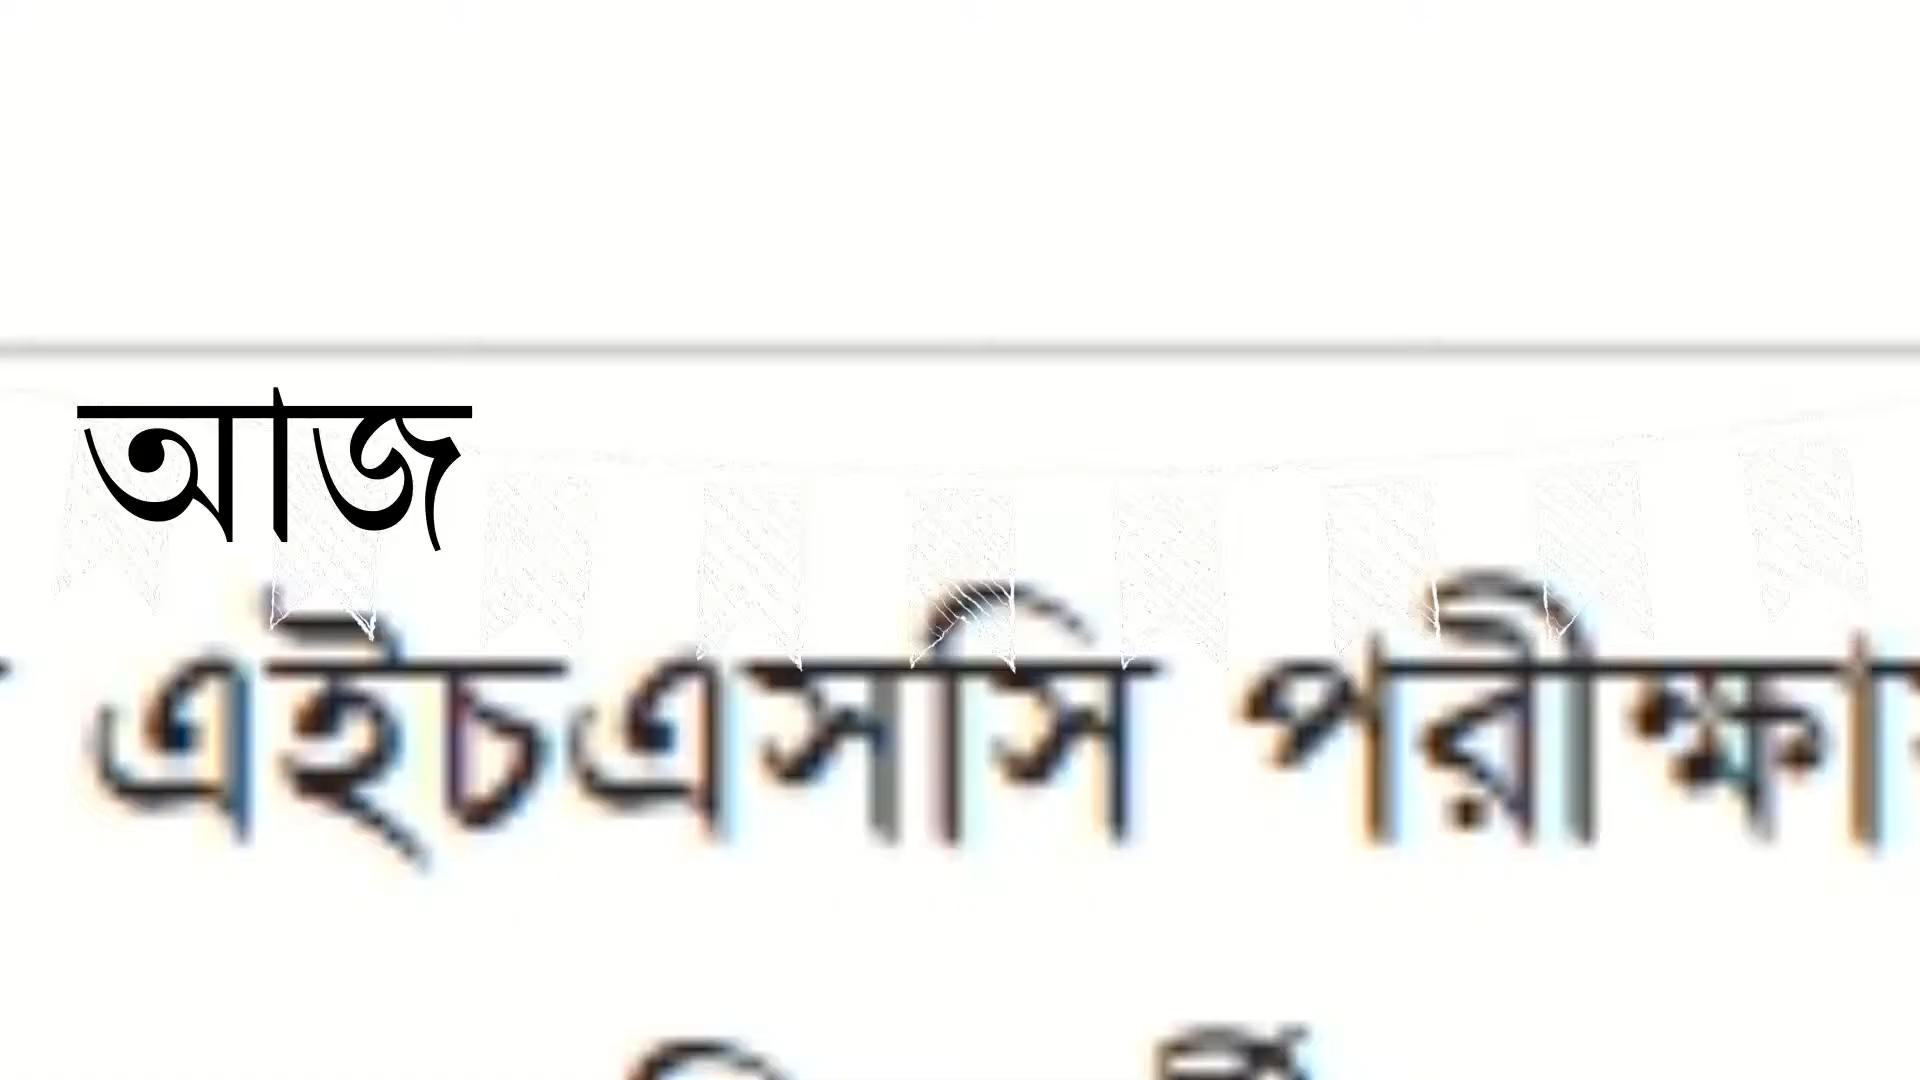 আজ
এইচএসসি পরীক্ষা